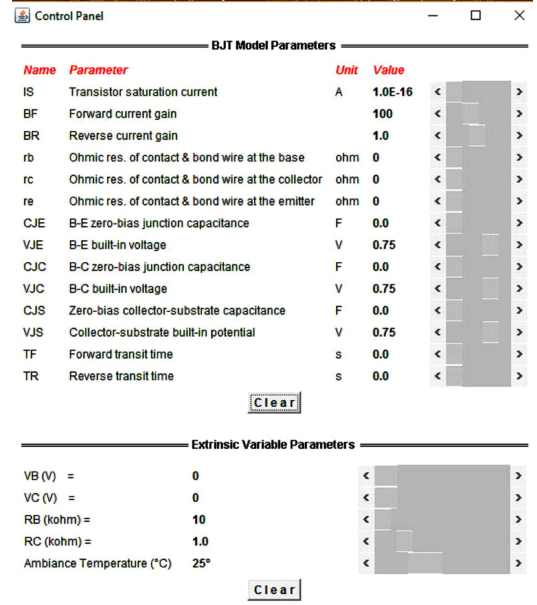 Control Panel
BJT Model Parameters
Name Parameter Unit Value
IS Transistor saturation current A 1.0E-16
BF Forward current gain 100
BR Reverse current gain 1.0
rb Ohmic res. of contact & bond wire at the base ohm 0
rc Ohmic res. of contact & bond wire at the collector ohm 0
re Ohmic res. of contact & bond wire at the emitter ohm 0
CJE B-E zero-bias junction capacitance F 0.0
VJE B-E built-in voltage V 0.75
CJC B-C zero-bias junction capacitance F 0.0
VJC B-C built-in voltage V 0.75
CJS Zero-bias collector-substrate capacitance F 0.0
VJS Collector-substrate built-in potential V 0.75
TF Forward transit time s 0.0
TR Reverse transit time s 0.0
Clear
Extrinsic Variable Parameters
VB (V) = 0
VC (V) = 0
RB (kohm) = 10
RC (kohm) = 1.0
Ambiance Temperature (°C) 25°
Clear